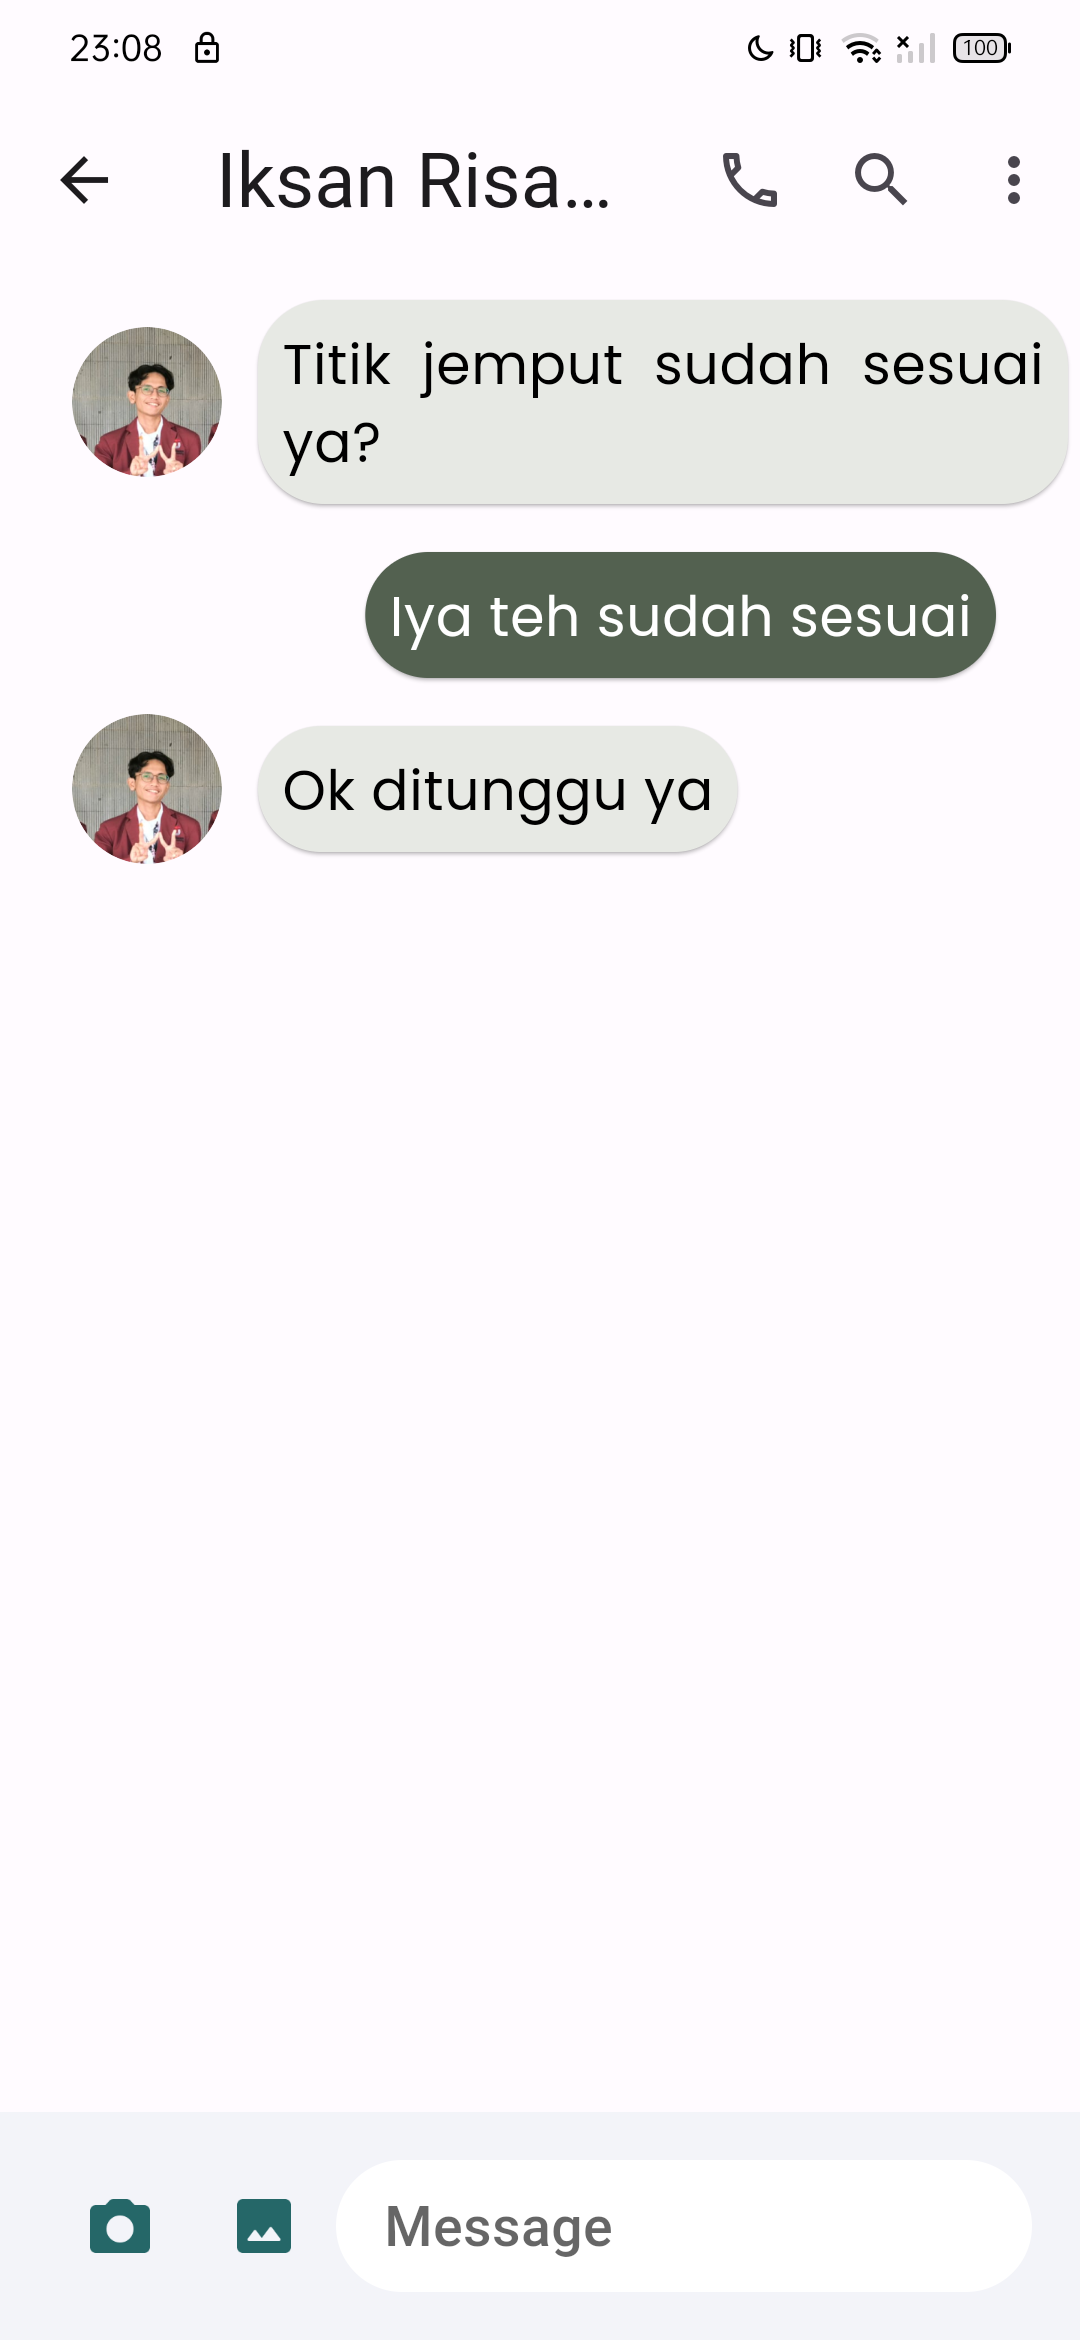 23:08
100
Iksan Risa...
Titik jemput sudah sesuai
ya?
Iya teh sudah sesuai
Ok ditunggu ya
Message